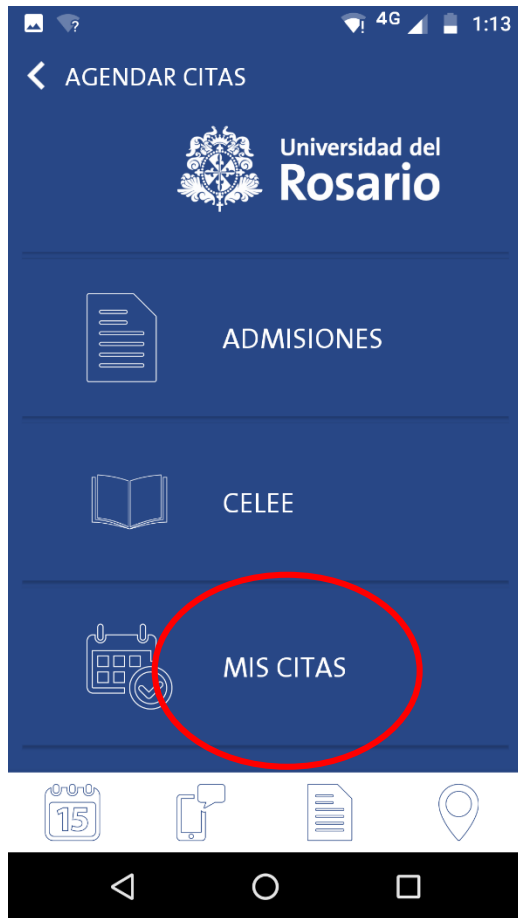 ? ! 4G 1:13
AGENDAR CITAS
Universidad del
Rosario
ADMISIONES
CELEE
MIS CITAS
15